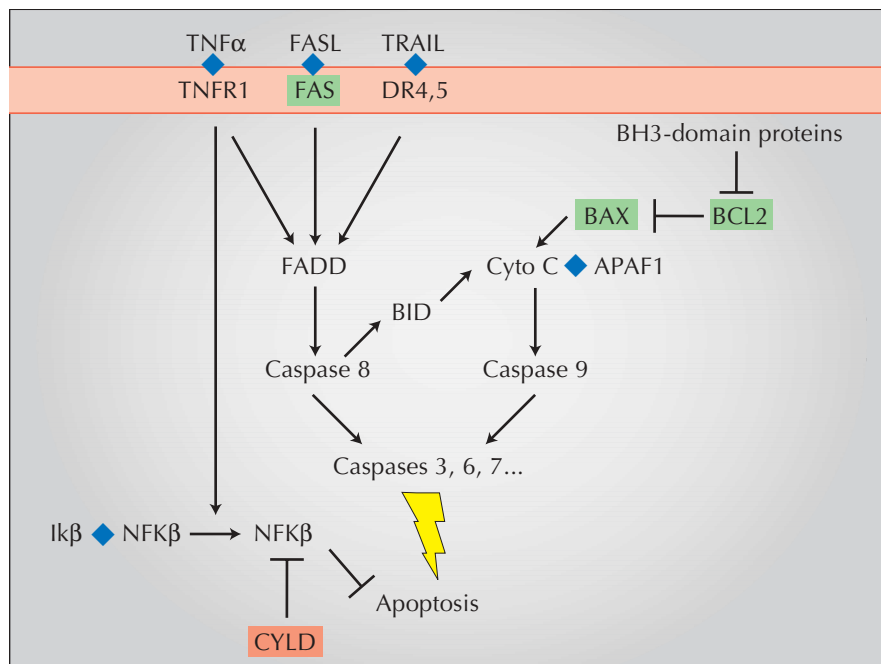 TNFα FASL TRAIL
TNFR1 FAS DR4,5
BH3-domain proteins
BAX BCL2
FADD Cyto C APAF1
BID
Caspase 8 Caspase 9
Caspases 3, 6, 7...
Ikβ NFKβ NFKβ
Apoptosis
CYLD